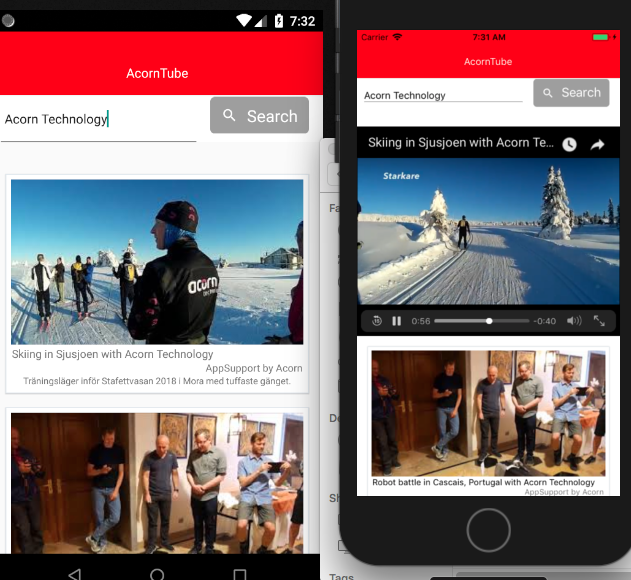 7:32
AcornTube
Acorn Technology
Search
acorn
Skiing in Sjusjoen with Acorn Technology
AppSupport by Acorn
Träningsläger inför Stafettvasan 2018 i Mora med tuffaste gänget.
Fa
De
Sh
Tags
Carrier
7:31 AM
AcornTube
Acorn Technology
Search
Skiing in Sjusjoen with Acorn Te...
Starkare
15
0:56
-0:40
Robot battle in Cascais, Portugal with Acorn Technology
AppSupport by Acorn